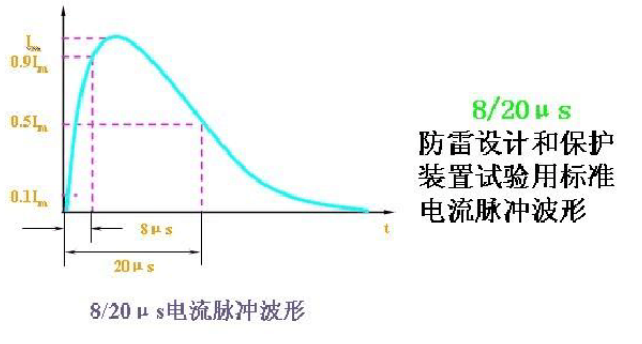 Im
0.9Im
0.5Im
0.1Im
8μs
t
20μs
8/20μs电流脉冲波形
8/20μs
防雷设计和保护
装置试验用标准
电流脉冲波形